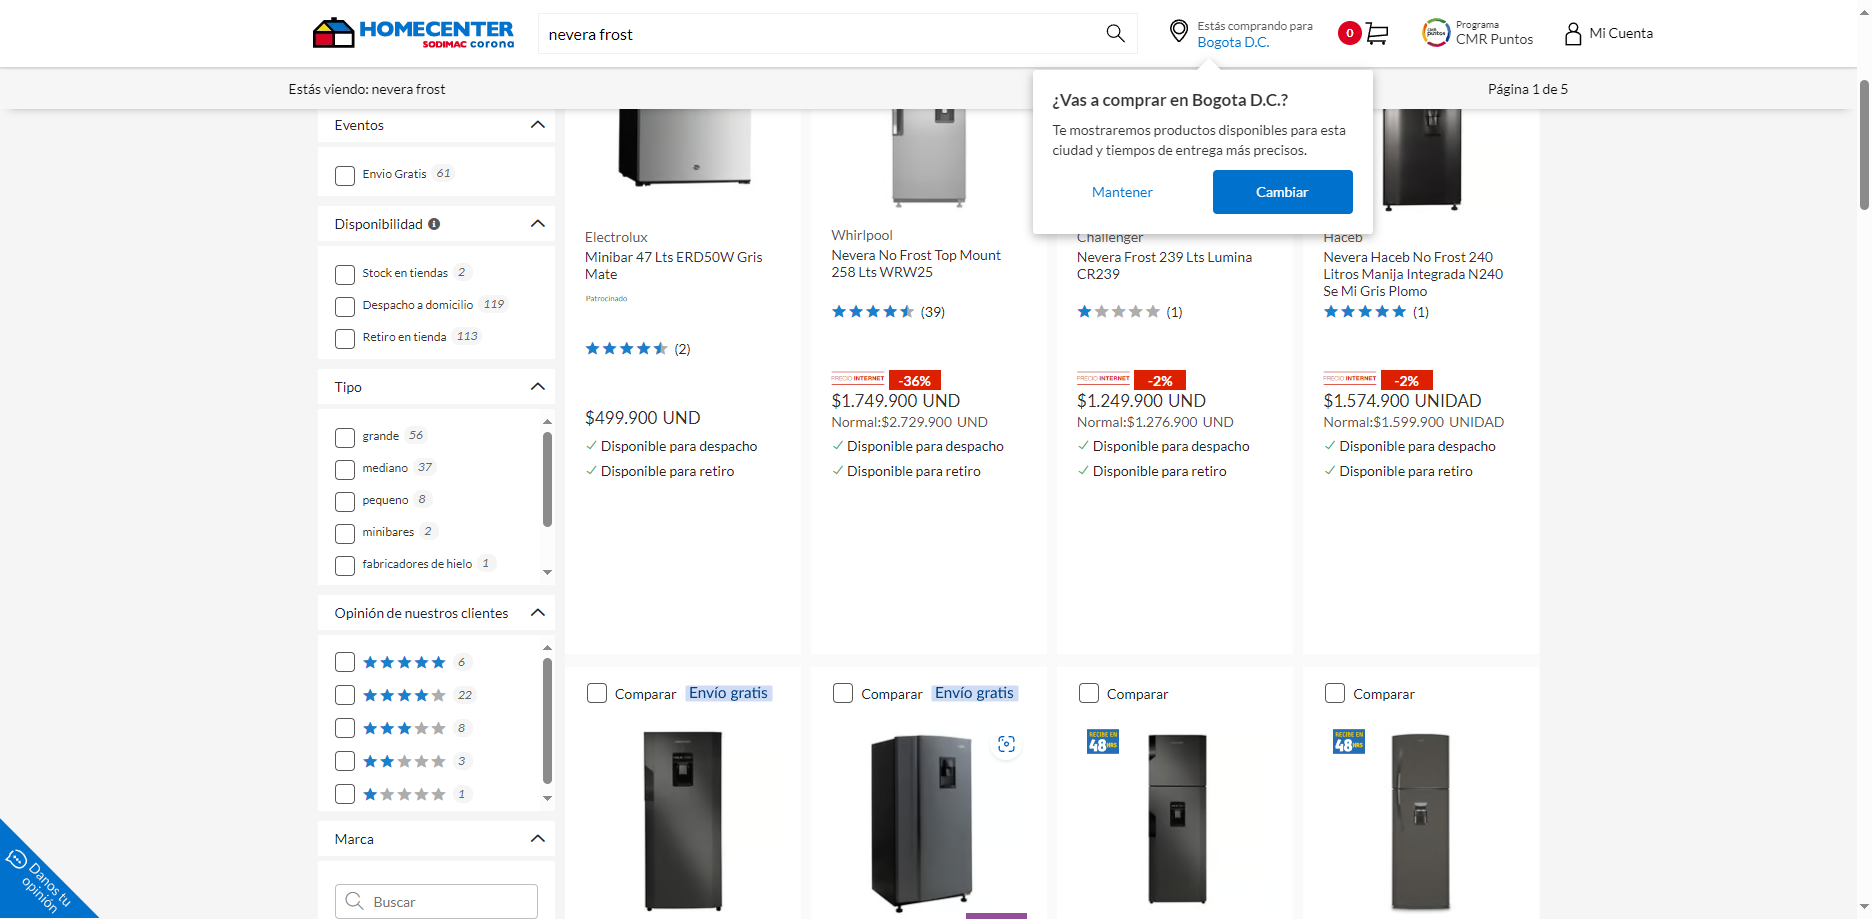 HOMECENTER
SODIMAC corona
nevera frost
Estás comprando para
Bogota D.C.
0
Programa
CMR Puntos
Mi Cuenta
Estás viendo: nevera frost
Página 1 de 5
¿Vas a comprar en Bogota D.C.?
Te mostraremos productos disponibles para esta
ciudad y tiempos de entrega más precisos.
Mantener
Cambiar
Eventos
Envio Gratis 61
Disponibilidad
Stock en tiendas 2
Despacho a domicilio 119
Retiro en tienda 113
Tipo
grande 56
mediano 37
pequeno 8
minibares 2
fabricadores de hielo 1
Opinión de nuestros clientes
6
22
8
3
1
Marca
Buscar
Danos tu
opinión
Electrolux
Minibar 47 Lts ERD50W Gris
Mate
Patrocinado
(2)
$499.900 UND
Disponible para despacho
Disponible para retiro
Whirlpool
Nevera No Frost Top Mount
258 Lts WRW25
(39)
PRECIO INTERNET -36%
$1.749.900 UND
Normal:$2.729.900 UND
Disponible para despacho
Disponible para retiro
Challenger
Nevera Frost 239 Lts Lumina
CR239
(1)
PRECIO INTERNET -2%
$1.249.900 UND
Normal:$1.276.900 UND
Disponible para despacho
Disponible para retiro
Haceb
Nevera Haceb No Frost 240
Litros Manija Integrada N240
Se Mi Gris Plomo
(1)
PRECIO INTERNET -2%
$1.574.900 UNIDAD
Normal:$1.599.900 UNIDAD
Disponible para despacho
Disponible para retiro
Comparar Envío gratis
Comparar Envío gratis
Comparar
RECIBE EN
48HRS
Comparar
RECIBE EN
48HRS